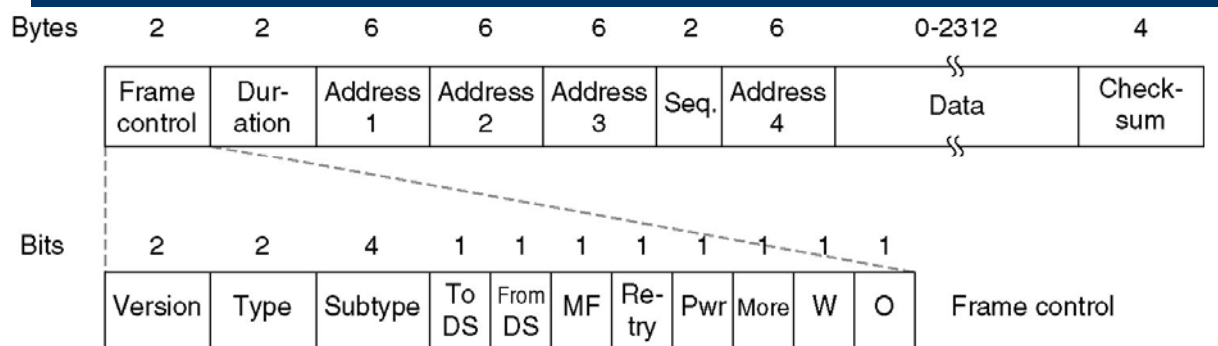 Bytes 2 2 6 6 6 2 6 0-2312 4
Frame control Dur- ation Address 1 Address 2 Address 3 Seq. Address 4 Data Check- sum
Bits 2 2 4 1 1 1 1 1 1 1 1
Version Type Subtype To DS From DS MF Re- try Pwr More W O Frame control